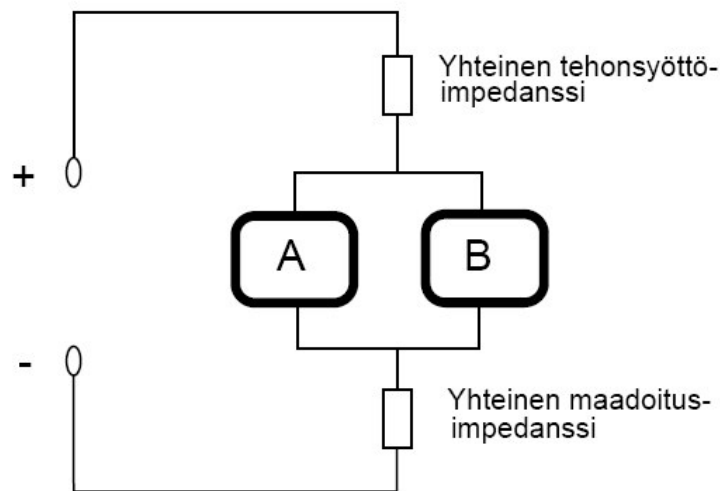 Yhteinen tehonsyöttö-
impedanssi
+
A
B
-
Yhteinen maadoitus-
impedanssi